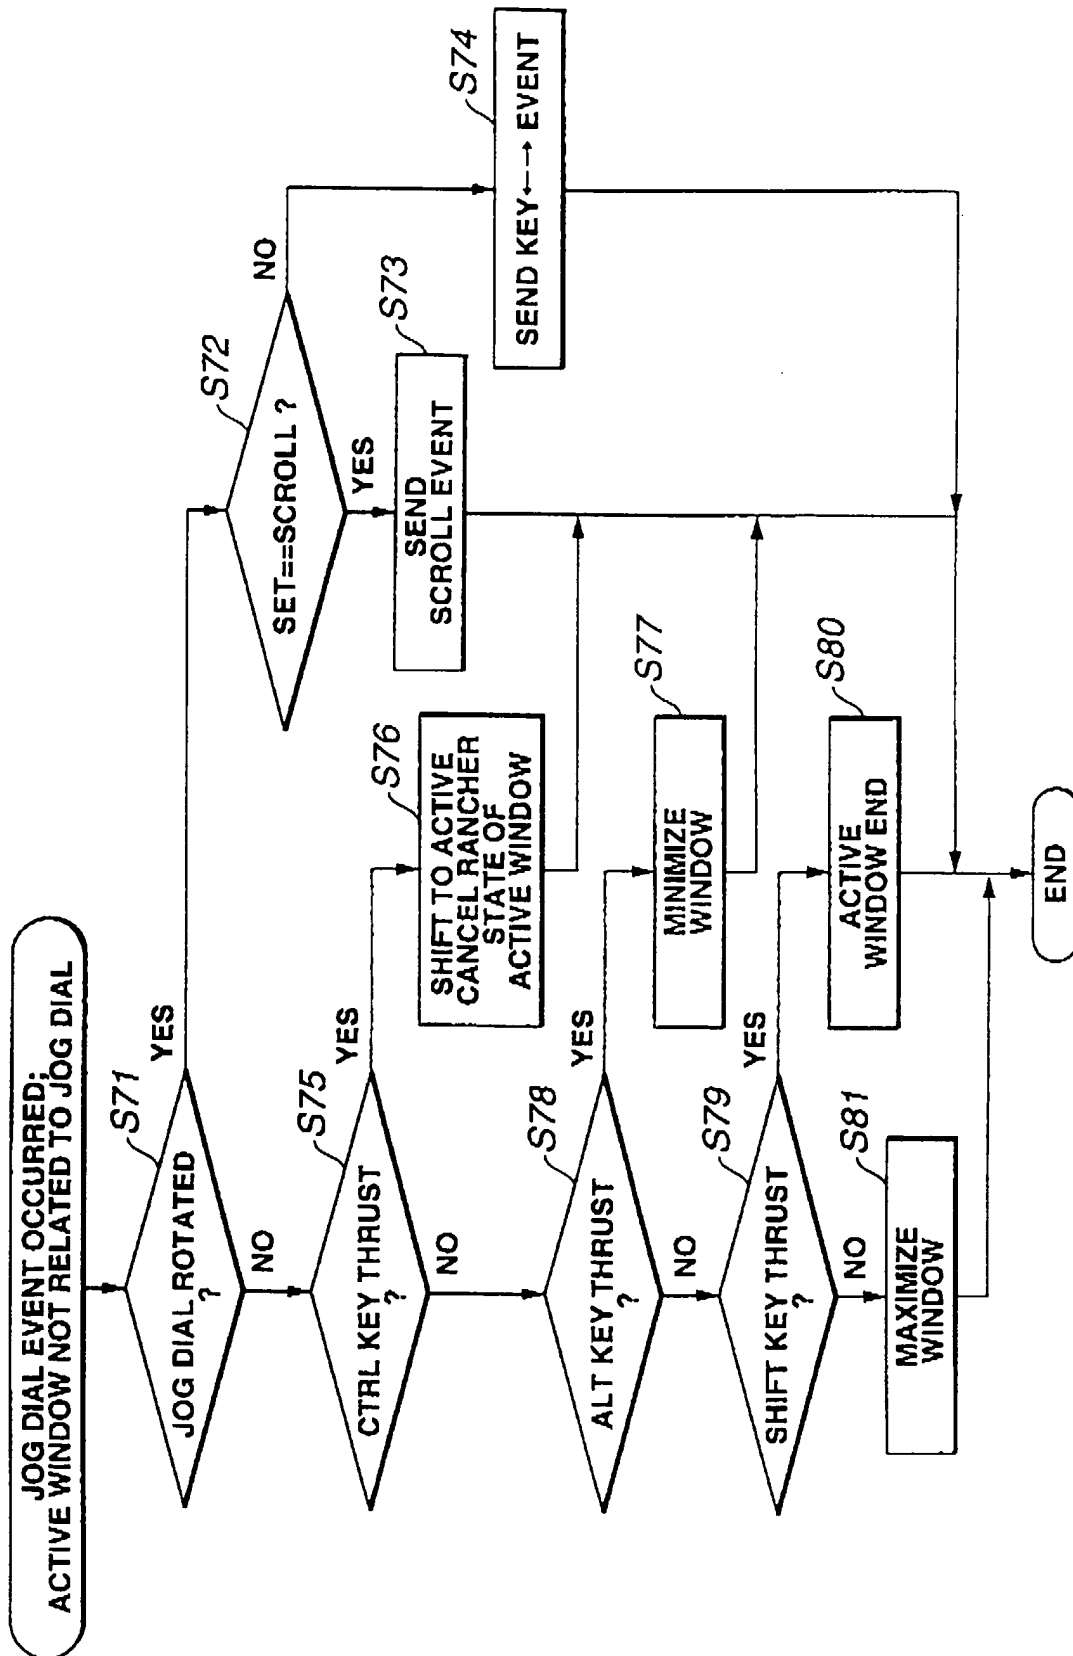 JOG DIAL EVENT OCCURRED;
ACTIVE WINDOW NOT RELATED TO JOG DIAL
S71
JOG DIAL ROTATED
?
YES
NO
S72
SET==SCROLL ?
NO
YES
S73
SEND
SCROLL EVENT
S74
SEND KEY ←--→ EVENT
S75
CTRL KEY THRUST
?
YES
NO
S76
SHIFT TO ACTIVE
CANCEL RANCHER
STATE OF
ACTIVE WINDOW
S78
ALT KEY THRUST
?
YES
NO
S77
MINIMIZE
WINDOW
S79
SHIFT KEY THRUST
?
YES
NO
S80
ACTIVE
WINDOW END
S81
MAXIMIZE
WINDOW
END